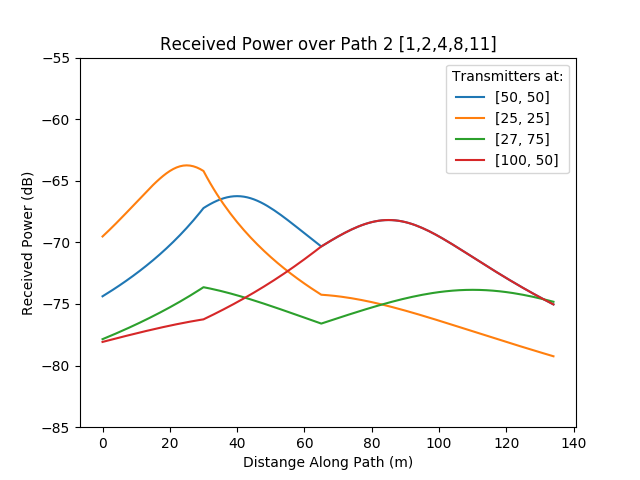 Received Power over Path 2 [1,2,4,8,11]
Transmitters at:
[50, 50]
[25, 25]
[27, 75]
[100, 50]
Received Power (dB)
−55
−60
−65
−70
−75
−80
−85
0 20 40 60 80 100 120 140
Distange Along Path (m)